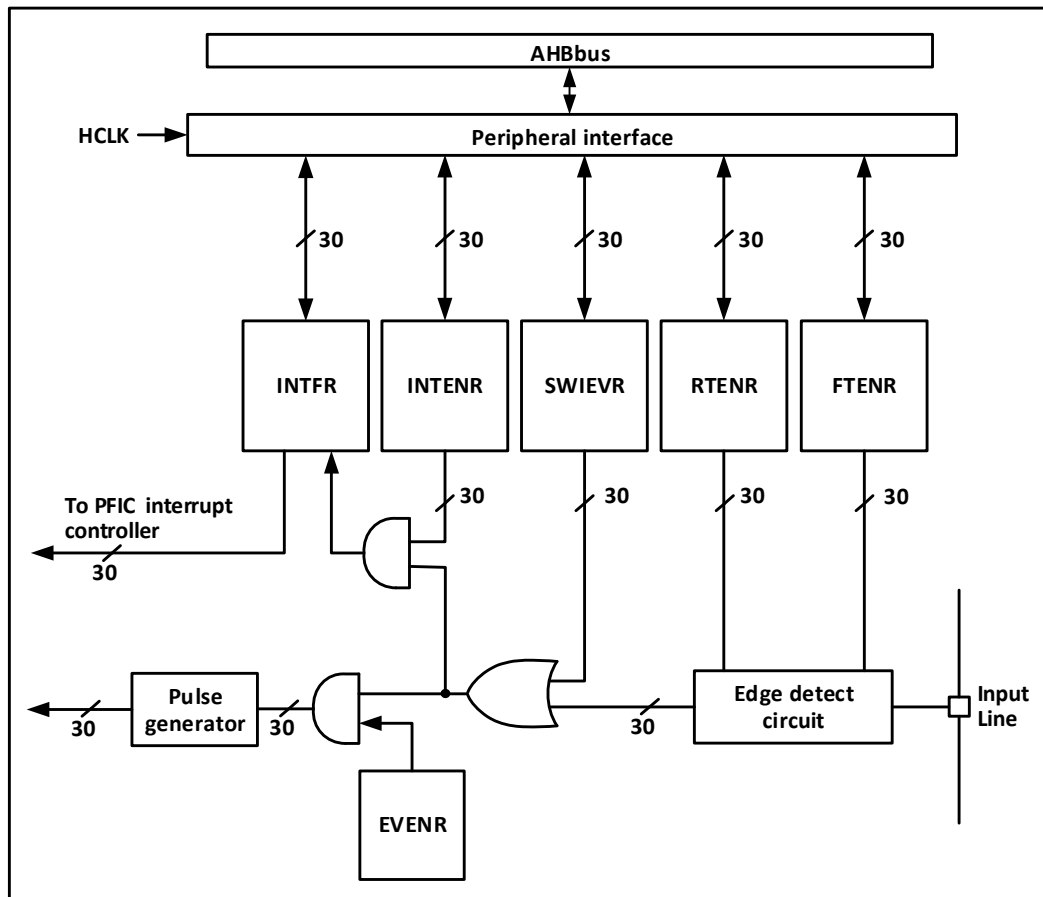 AHBbus
HCLK
Peripheral interface
30
30
30
30
30
INTFR
INTENR
SWIEVR
RTENR
FTENR
30
30
30
30
To PFIC interrupt
controller
30
Pulse
generator
30
30
30
Edge detect
circuit
Input
Line
EVENR